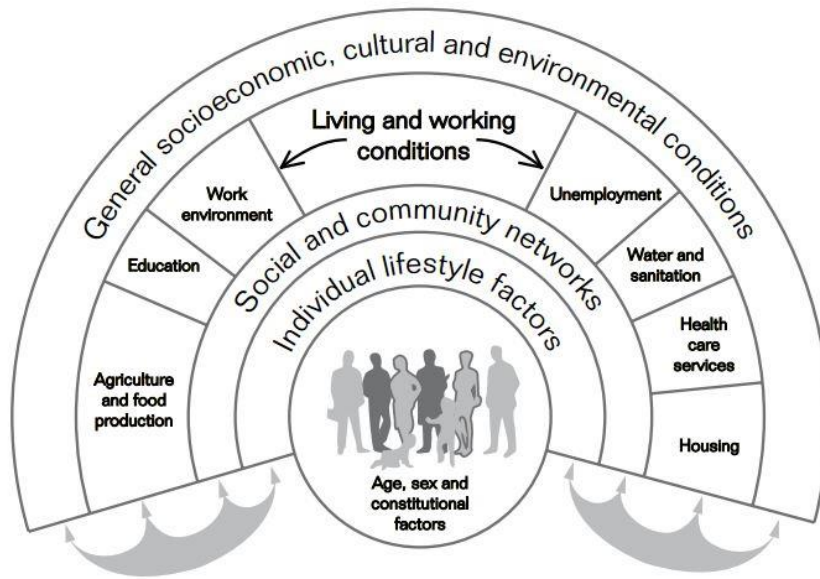 General socioeconomic, cultural and environmental conditions
Living and working
conditions
Work
environment
Unemployment
Education
Water and
sanitation
Agriculture
and food
production
Health
care
services
Housing
Social and community networks
Individual lifestyle factors
Age, sex and
constitutional
factors